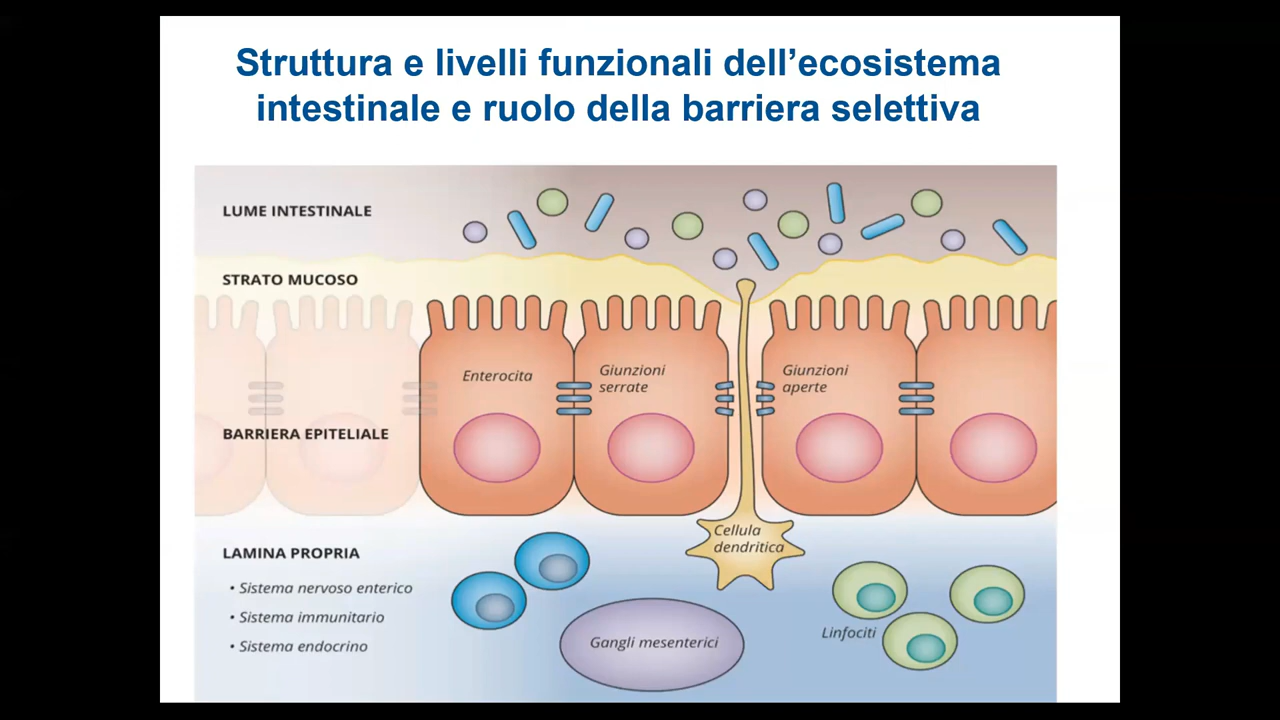 Struttura e livelli funzionali dell’ecosistema
intestinale e ruolo della barriera selettiva
LUME INTESTINALE
STRATO MUCOSO
Enterocita
Giunzioni
serrate
Giunzioni
aperte
BARRIERA EPITELIALE
Cellula
dendritica
LAMINA PROPRIA
• Sistema nervoso enterico
• Sistema immunitario
• Sistema endocrino
Gangli mesenterici
Linfociti